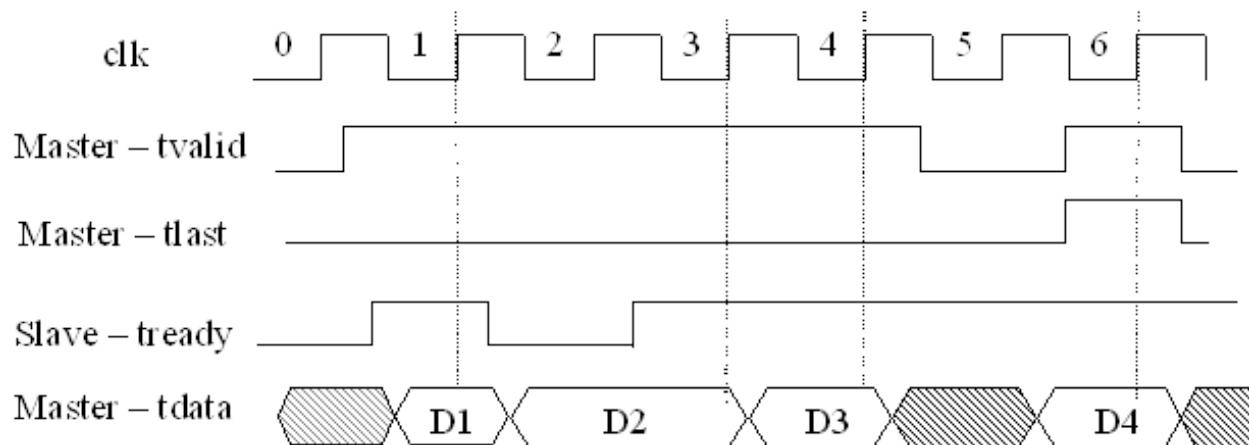 clk 0 1 2 3 4 5 6
Master – tvalid
Master – tlast
Slave – tready
Master – tdata D1 D2 D3 D4